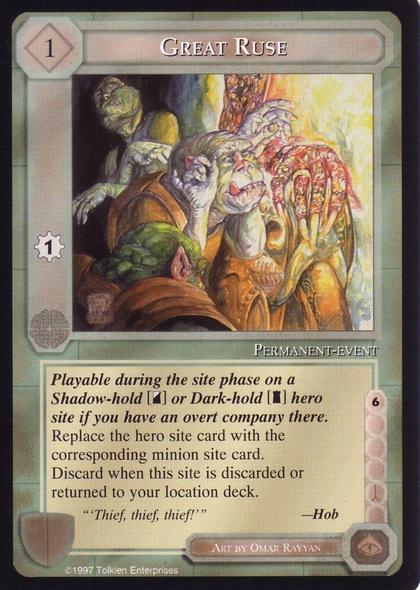 1
GREAT RUSE
1
PERMANENT-EVENT
Playable during the site phase on a
Shadow-hold [] or Dark-hold [] hero
site if you have an overt company there.
6
Replace the hero site card with the
corresponding minion site card.
Discard when this site is discarded or
returned to your location deck.
“‘Thief, thief, thief!’” —Hob
ART BY OMAR RAYYAN
©1997 Tolkien Enterprises